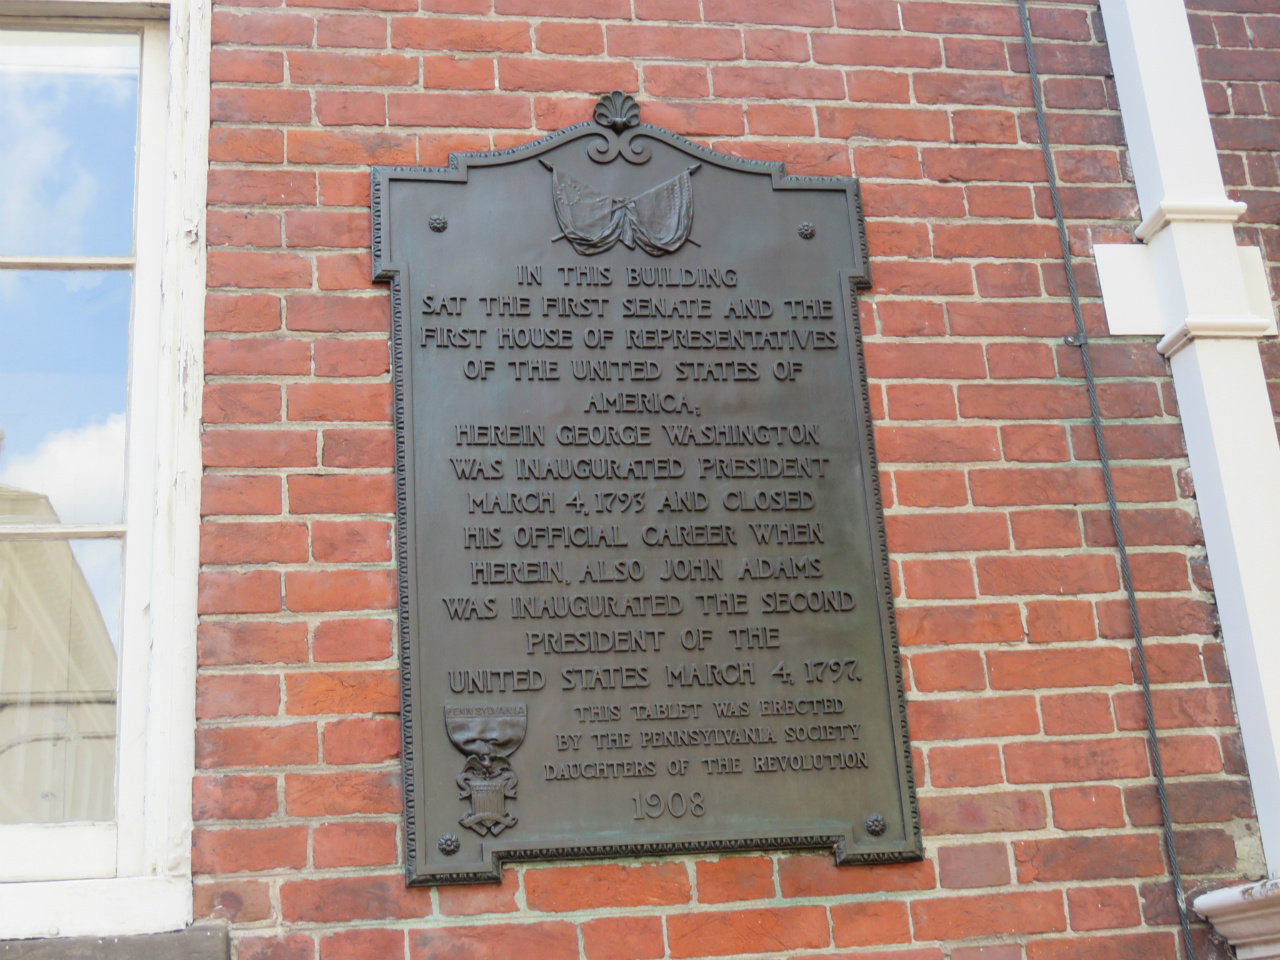 IN THIS BUILDING
SAT THE FIRST SENATE AND THE
FIRST HOUSE OF REPRESENTATIVES
OF THE UNITED STATES OF
AMERICA;
HEREIN GEORGE WASHINGTON
WAS INAUGURATED PRESIDENT
MARCH 4, 1793 AND CLOSED
HIS OFFICIAL CAREER WHEN
HEREIN, ALSO JOHN ADAMS
WAS INAUGURATED THE SECOND
PRESIDENT OF THE
UNITED STATES MARCH 4, 1797.
THIS TABLET WAS ERECTED
BY THE PENNSYLVANIA SOCIETY
DAUGHTERS OF THE REVOLUTION
1908
PENNSYLVANIA